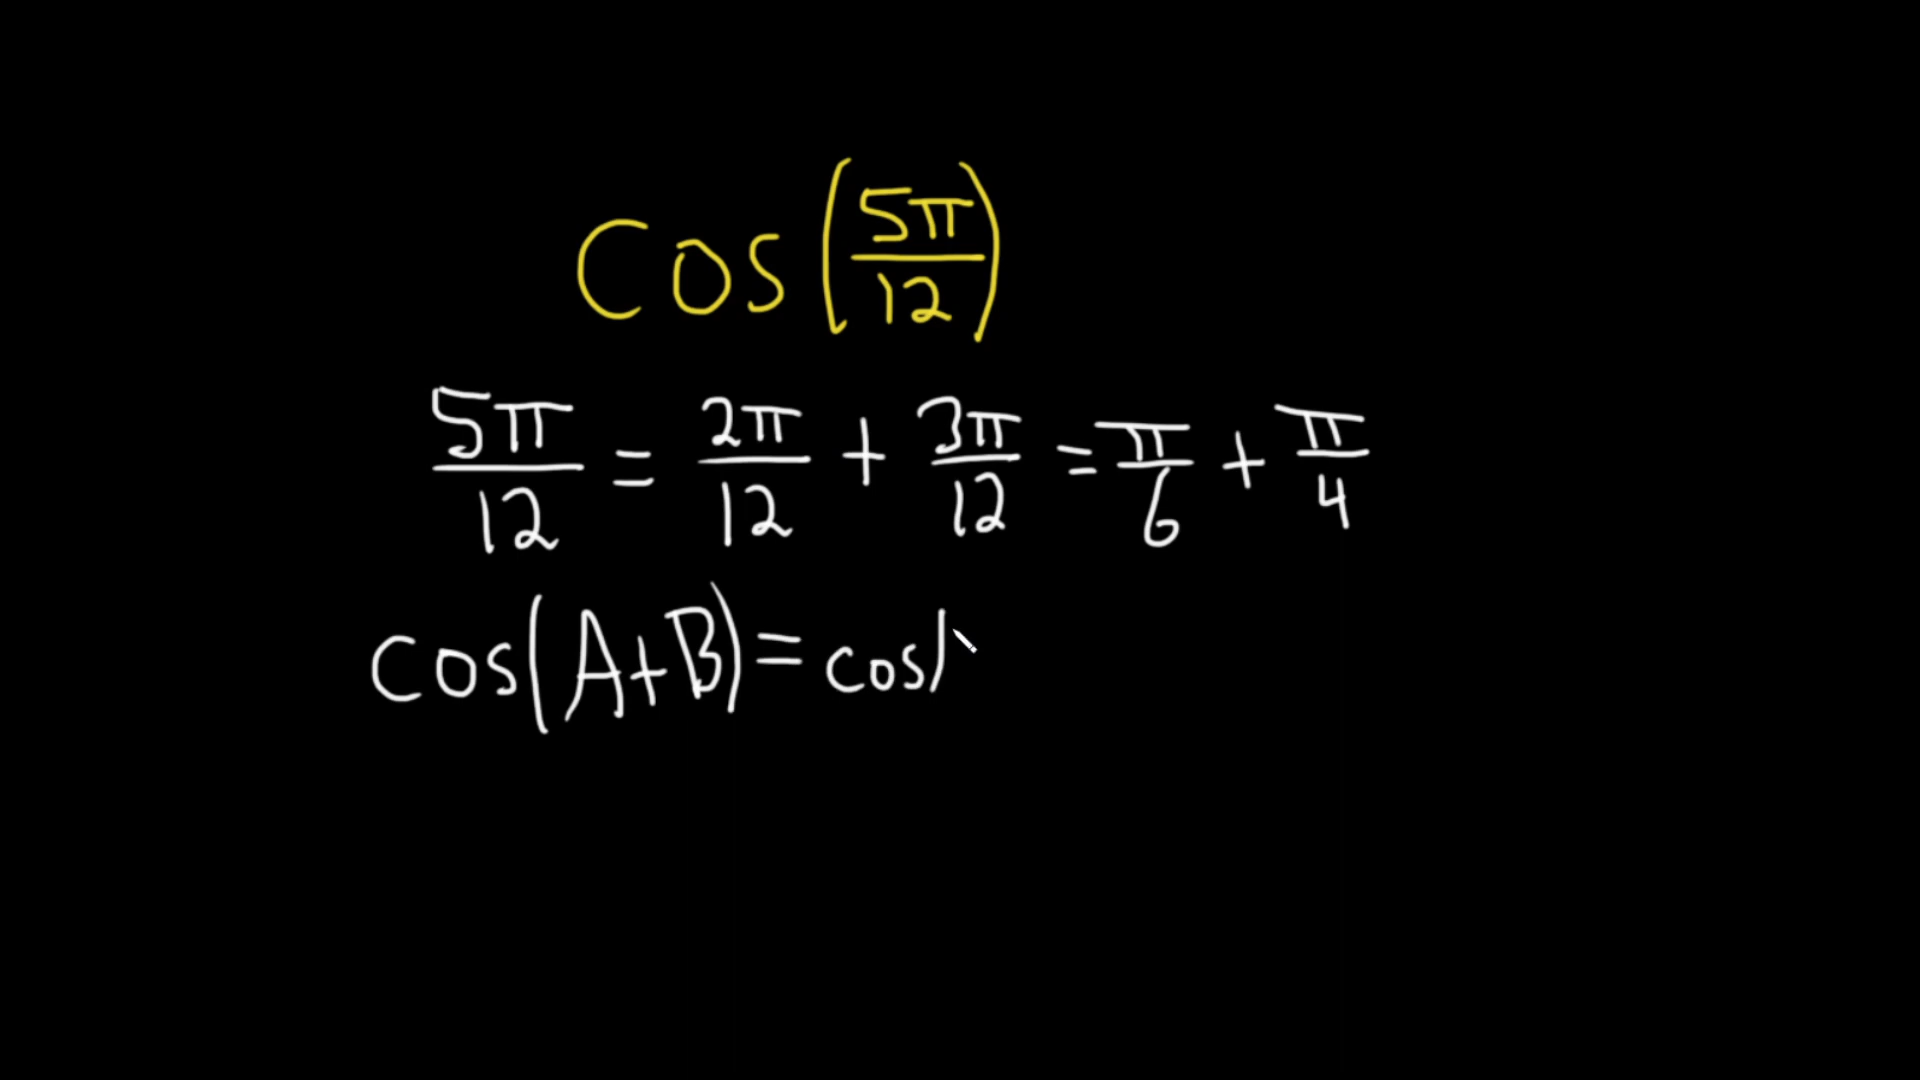 cos(5π/12)
5π/12 = 2π/12 + 3π/12 = π/6 + π/4
cos(A+B) = cos